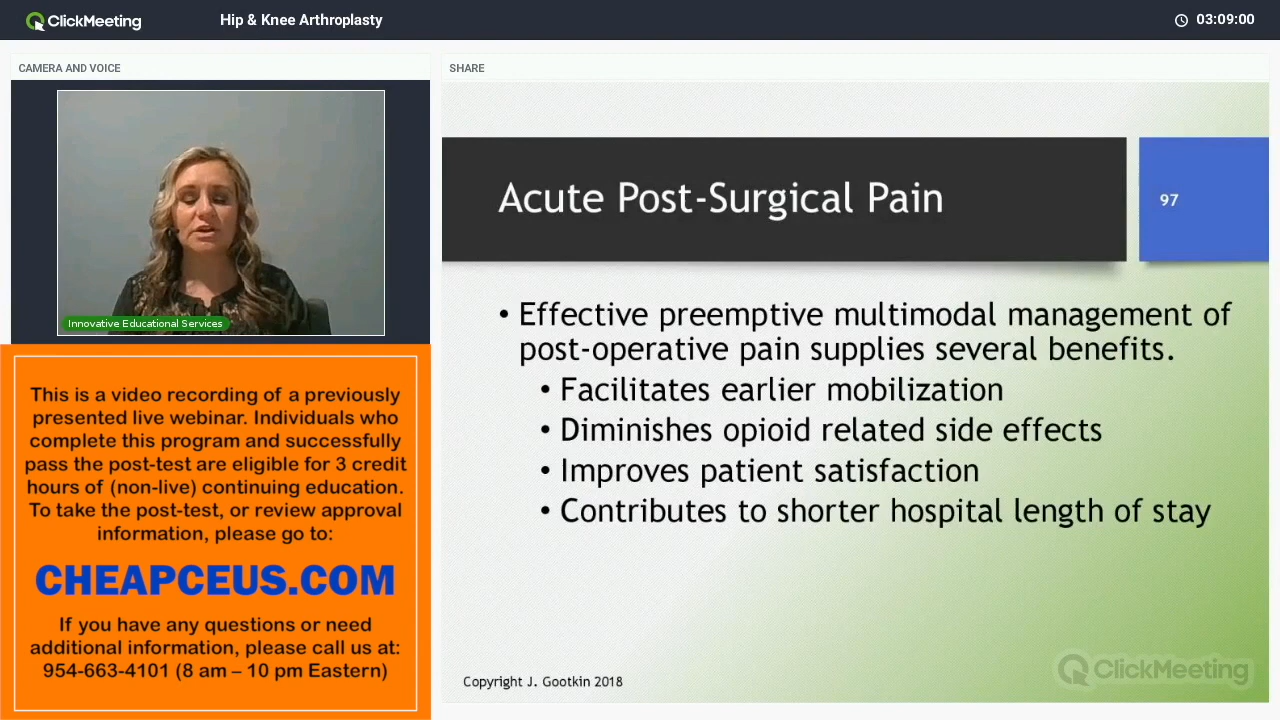 ClickMeeting
Hip & Knee Arthroplasty
03:09:00
CAMERA AND VOICE
Innovative Educational Services
This is a video recording of a previously
presented live webinar. Individuals who
complete this program and successfully
pass the post-test are eligible for 3 credit
hours of (non-live) continuing education.
To take the post-test, or review approval
information, please go to:
CHEAPCEUS.COM
If you have any questions or need
additional information, please call us at:
954-663-4101 (8 am – 10 pm Eastern)
SHARE
Acute Post-Surgical Pain
97
• Effective preemptive multimodal management of
post-operative pain supplies several benefits.
• Facilitates earlier mobilization
• Diminishes opioid related side effects
• Improves patient satisfaction
• Contributes to shorter hospital length of stay
Copyright J. Gootkin 2018
ClickMeeting